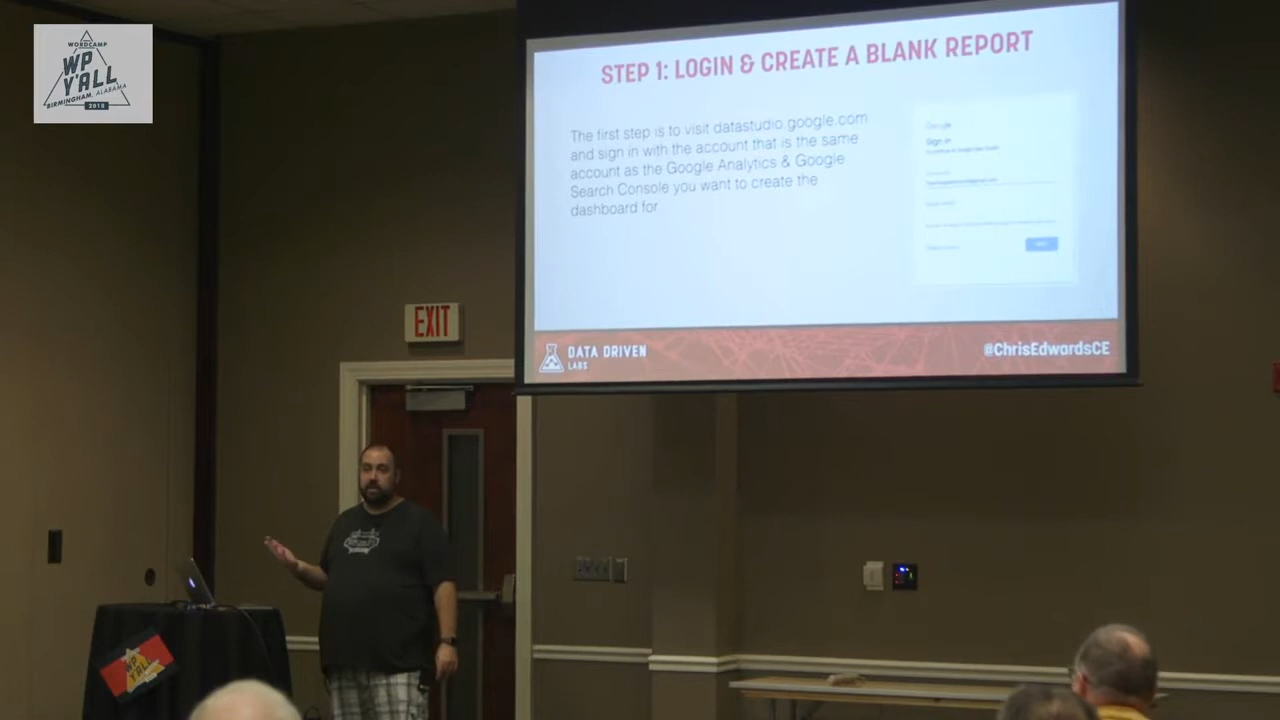 WORDCAMP
WP
Y'ALL
BIRMINGHAM, ALABAMA
2018
STEP 1: LOGIN & CREATE A BLANK REPORT
The first step is to visit datastudio.google.com
and sign in with the account that is the same
account as the Google Analytics & Google
Search Console you want to create the
dashboard for
Google
Sign in
DATA DRIVEN
LABS
@ChrisEdwardsCE
EXIT
WP
Y'ALL